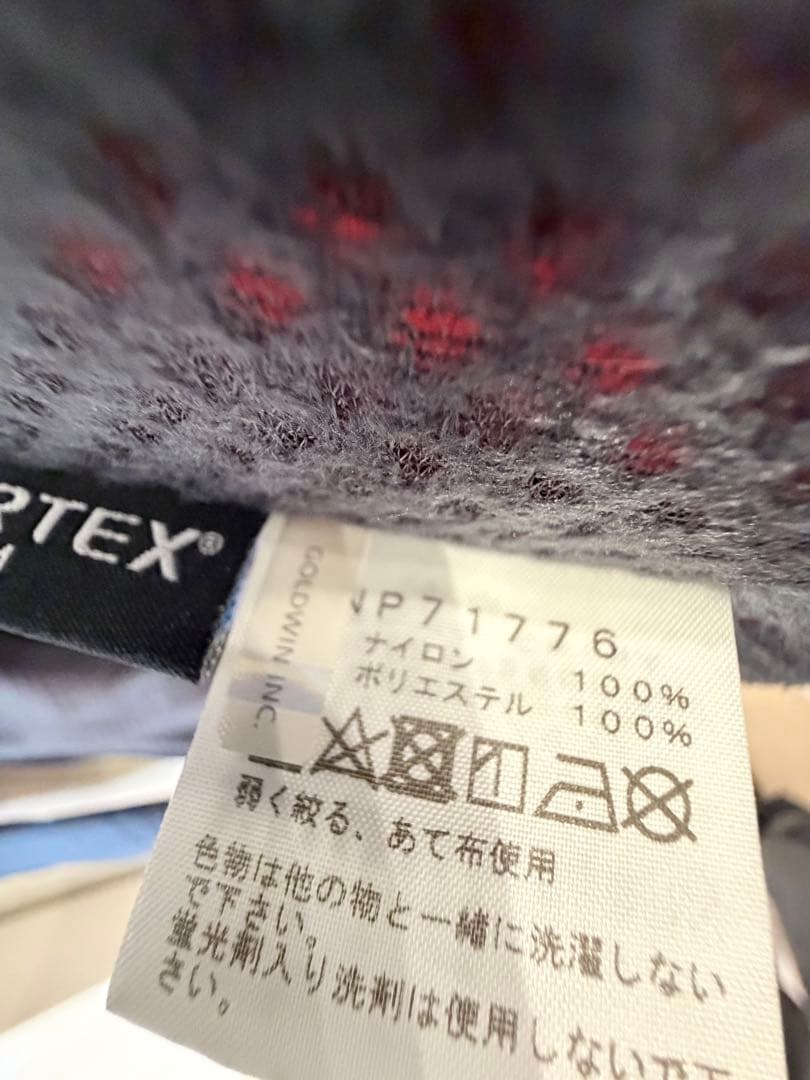 RTEX®
GOLDWIN INC.
NP71776
ナイロン 100%
ポリエステル 100%
弱く絞る、あて布使用
色物は他の物と一緒に洗濯しない
で下さい。
蛍光剤入り洗剤は使用しないで下
さい。